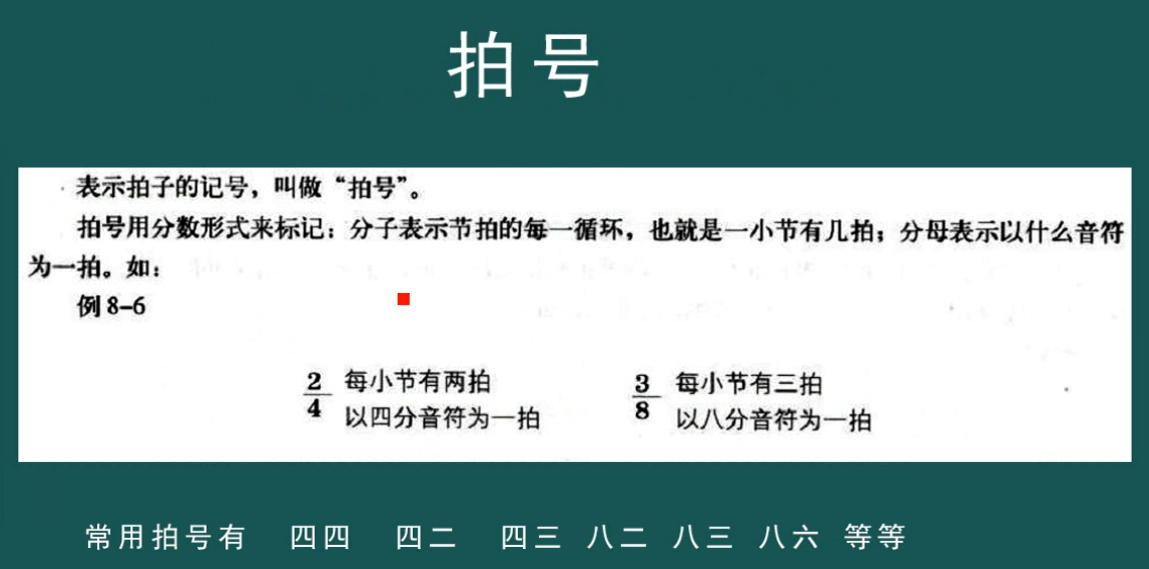 拍号
表示拍子的记号，叫做“拍号”。
拍号用分数形式来标记：分子表示节拍的每一循环，也就是一小节有几拍；分母表示以什么音符
为一拍。如：
例8-6
2 每小节有两拍
4 以四分音符为一拍
3 每小节有三拍
8 以八分音符为一拍
常用拍号有 四四 四二 四三 八二 八三 八六 等等